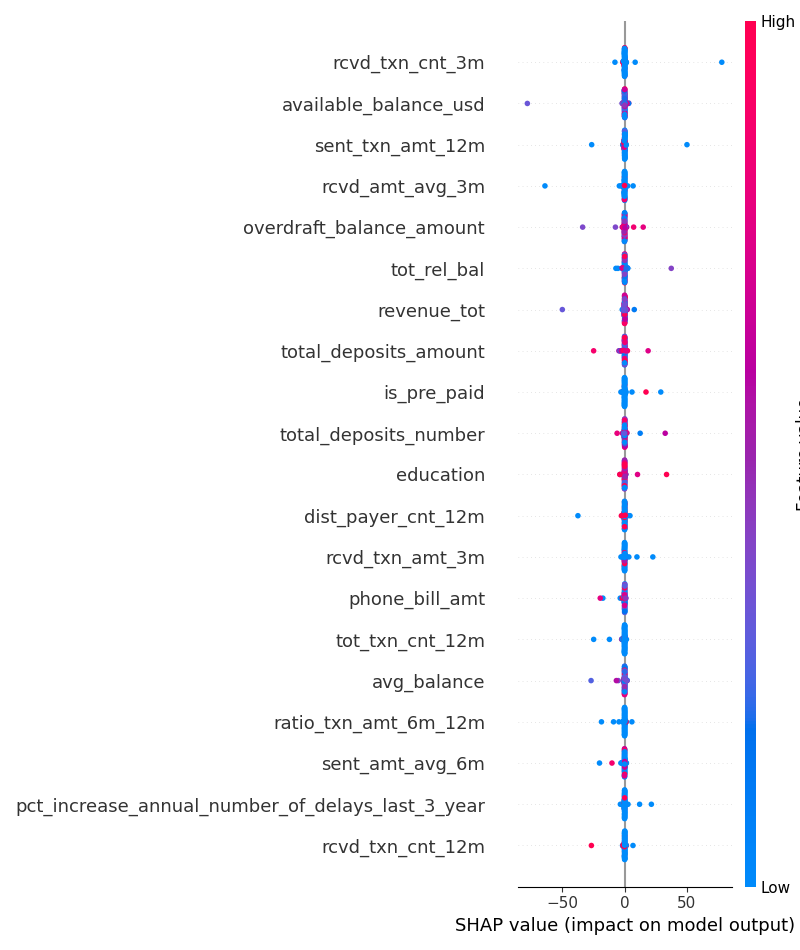 High
rcvd_txn_cnt_3m
available_balance_usd
sent_txn_amt_12m
rcvd_amt_avg_3m
overdraft_balance_amount
tot_rel_bal
revenue_tot
total_deposits_amount
is_pre_paid
total_deposits_number
education
dist_payer_cnt_12m
rcvd_txn_amt_3m
phone_bill_amt
tot_txn_cnt_12m
avg_balance
ratio_txn_amt_6m_12m
sent_amt_avg_6m
pct_increase_annual_number_of_delays_last_3_year
rcvd_txn_cnt_12m
Low
−50 0 50
SHAP value (impact on model output)